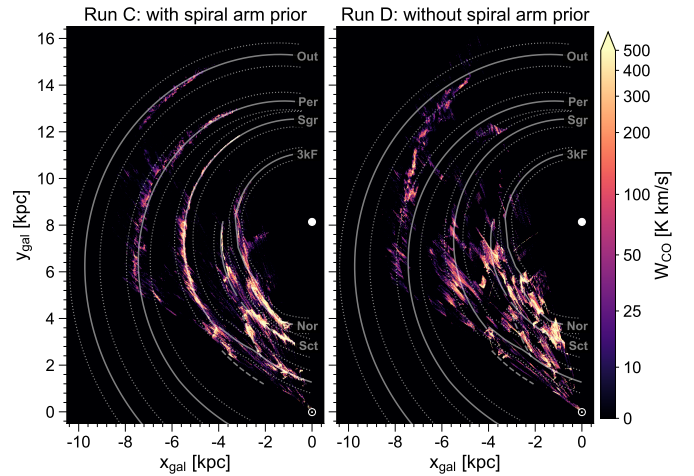 Run C: with spiral arm prior
Run D: without spiral arm prior
16
14
12
10
8
6
4
2
0
y_gal [kpc]
Out
Per
Sgr
3kF
Nor
Sct
Out
Per
Sgr
3kF
Nor
Sct
-10 -8 -6 -4 -2 0
x_gal [kpc]
-10 -8 -6 -4 -2 0
x_gal [kpc]
500
400
300
200
100
50
25
10
0
W_CO [K km/s]